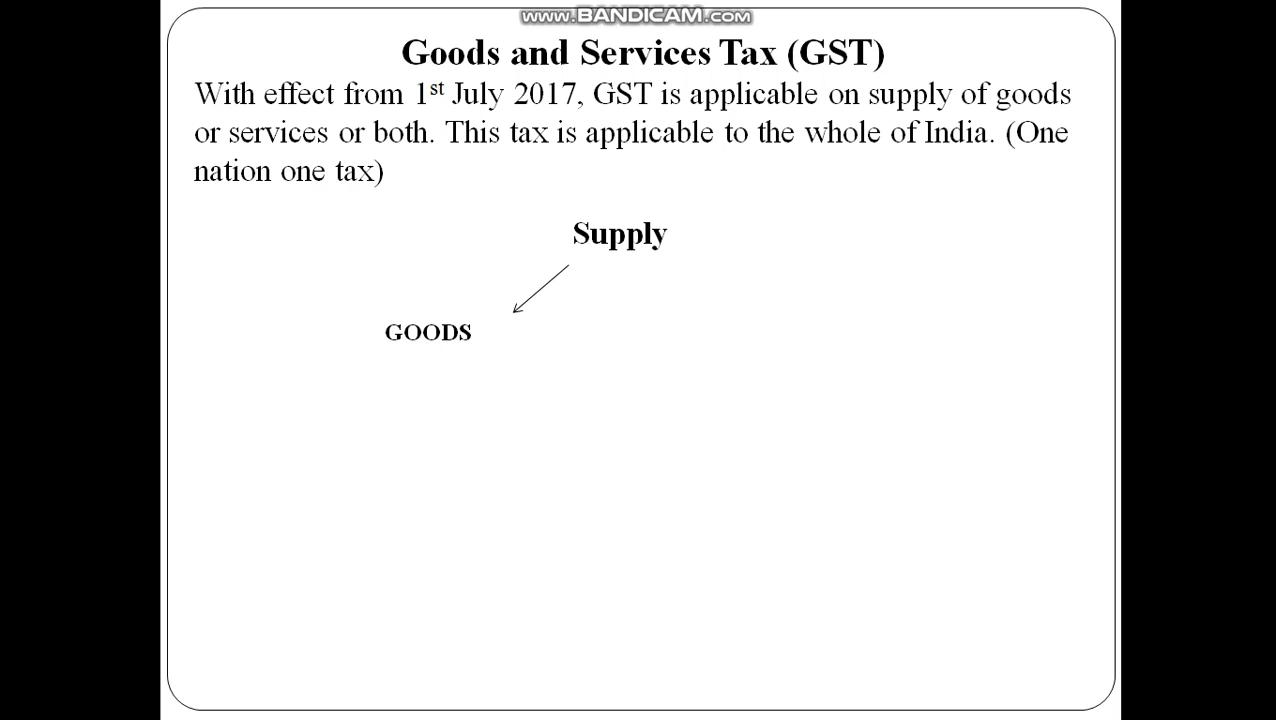 www.BANDICAM.com
Goods and Services Tax (GST)
With effect from 1st July 2017, GST is applicable on supply of goods
or services or both. This tax is applicable to the whole of India. (One
nation one tax)
Supply
GOODS